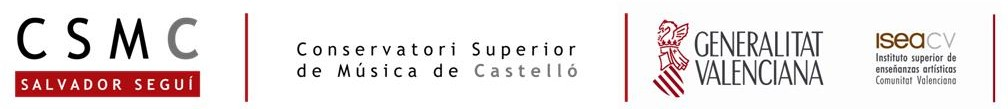 CSMC
SALVADOR SEGUÍ
Conservatori Superior
de Música de Castelló
GENERALITAT
VALENCIANA
iseacv
Instituto superior de
enseñanzas artísticas
Comunitat Valenciana